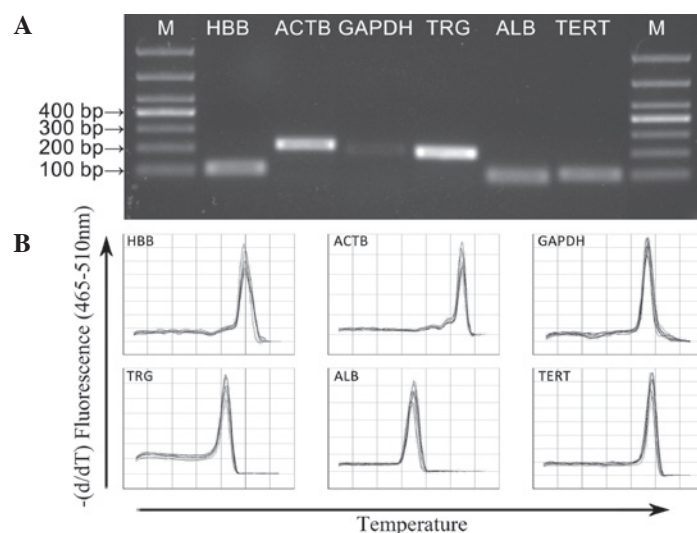 A
M HBB ACTB GAPDH TRG ALB TERT M
400 bp→
300 bp→
200 bp→
100 bp→
B
-(d/dT) Fluorescence (465-510nm)
HBB ACTB GAPDH
TRG ALB TERT
Temperature